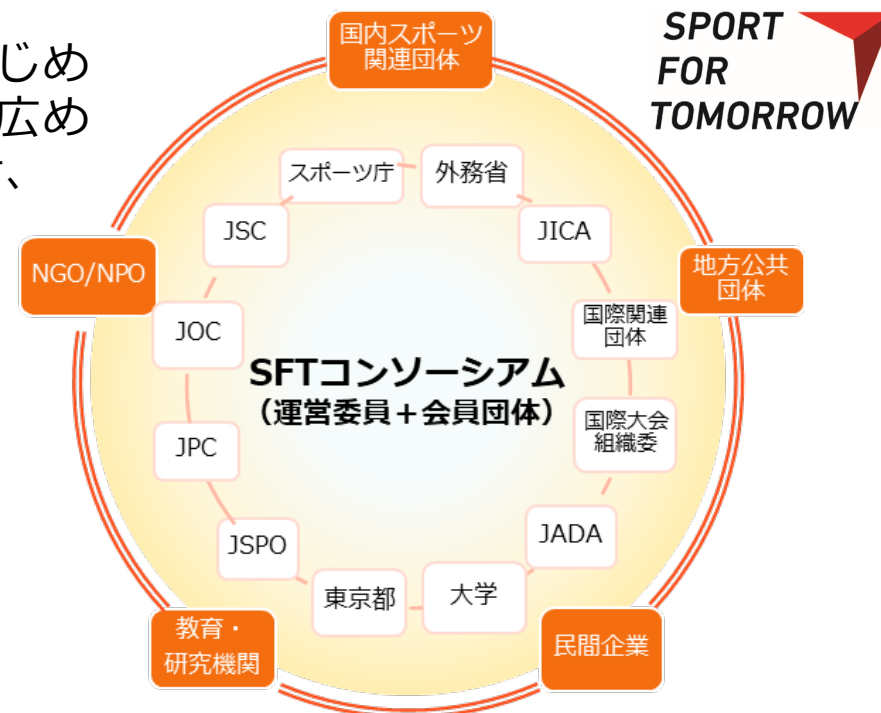 じめ
広め
、
SPORT
FOR
TOMORROW
国内スポーツ
関連団体
スポーツ庁
外務省
JSC
JICA
NGO/NPO
地方公共
団体
JOC
国際関連
団体
SFTコンソーシアム
(運営委員+会員団体)
国際大会
組織委
JPC
JSPO
JADA
東京都
大学
教育・
研究機関
民間企業